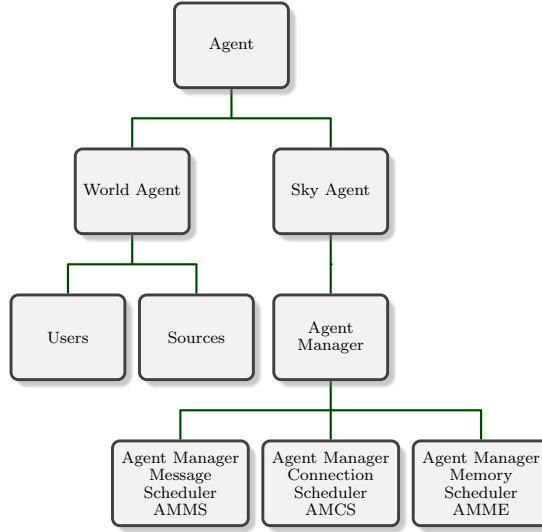 Agent
World Agent
Sky Agent
Users
Sources
Agent
Manager
Agent Manager
Message
Scheduler
AMMS
Agent Manager
Connection
Scheduler
AMCS
Agent Manager
Memory
Scheduler
AMME